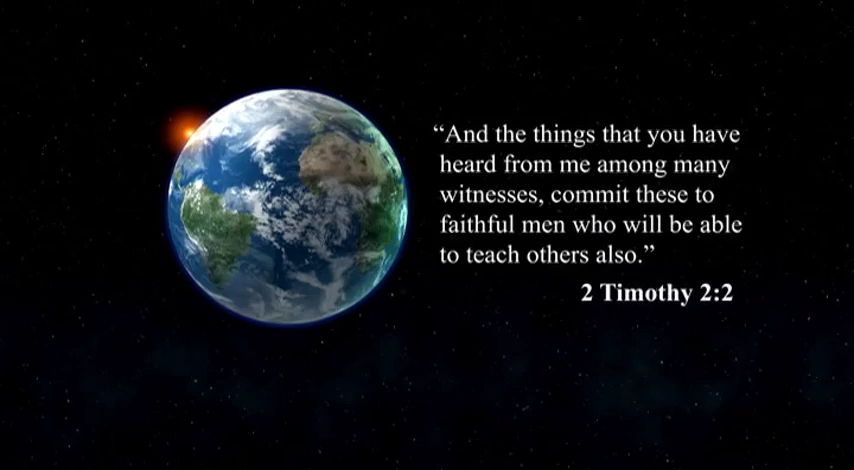 “And the things that you have
heard from me among many
witnesses, commit these to
faithful men who will be able
to teach others also.”
2 Timothy 2:2